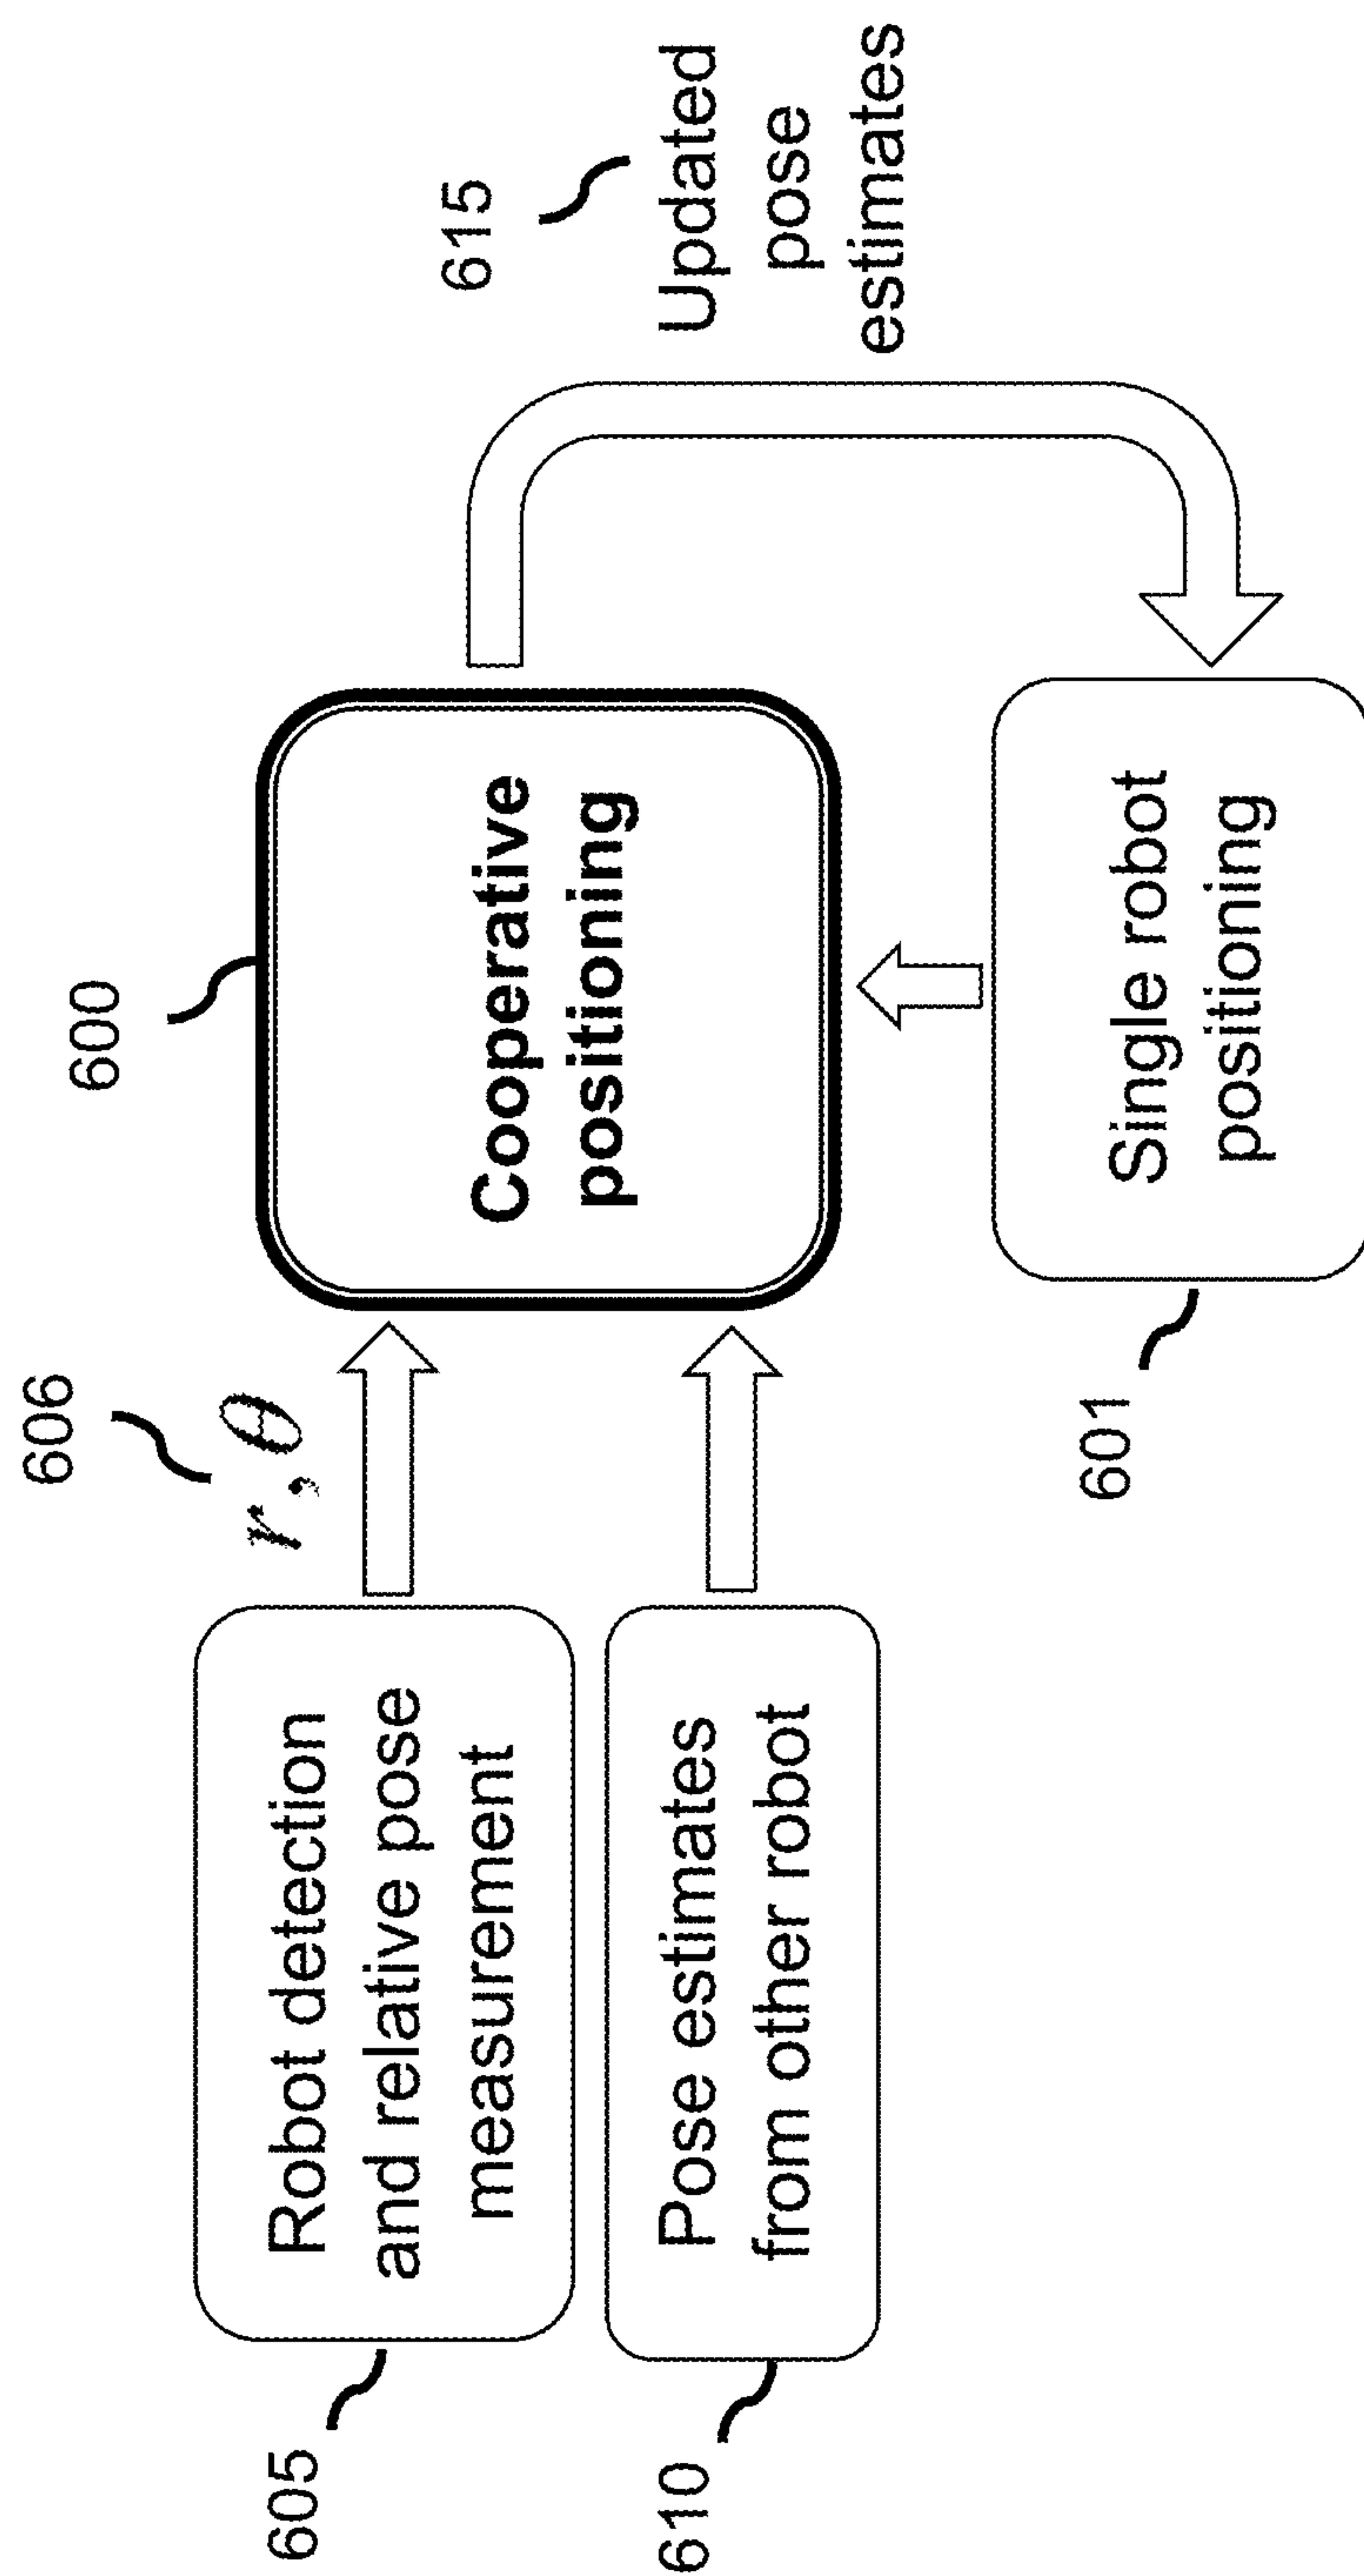 600
606
r, θ
615
Updated
pose
estimates
605
Robot detection
and relative pose
measurement
Cooperative
positioning
610
Pose estimates
from other robot
601
Single robot
positioning